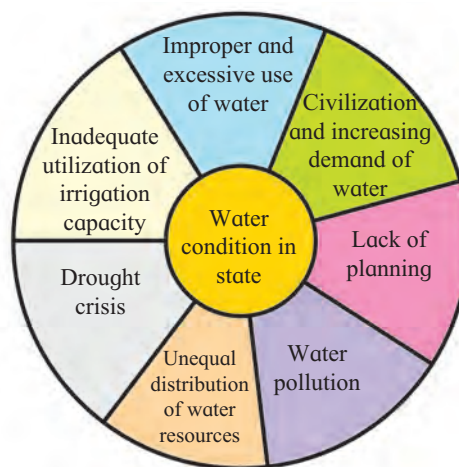 Improper and
excessive use
of water
Civilization
and increasing
demand of
water
Lack of
planning
Water
pollution
Unequal
distribution
of water
resources
Drought
crisis
Inadequate
utilization of
irrigation
capacity
Water
condition in
state